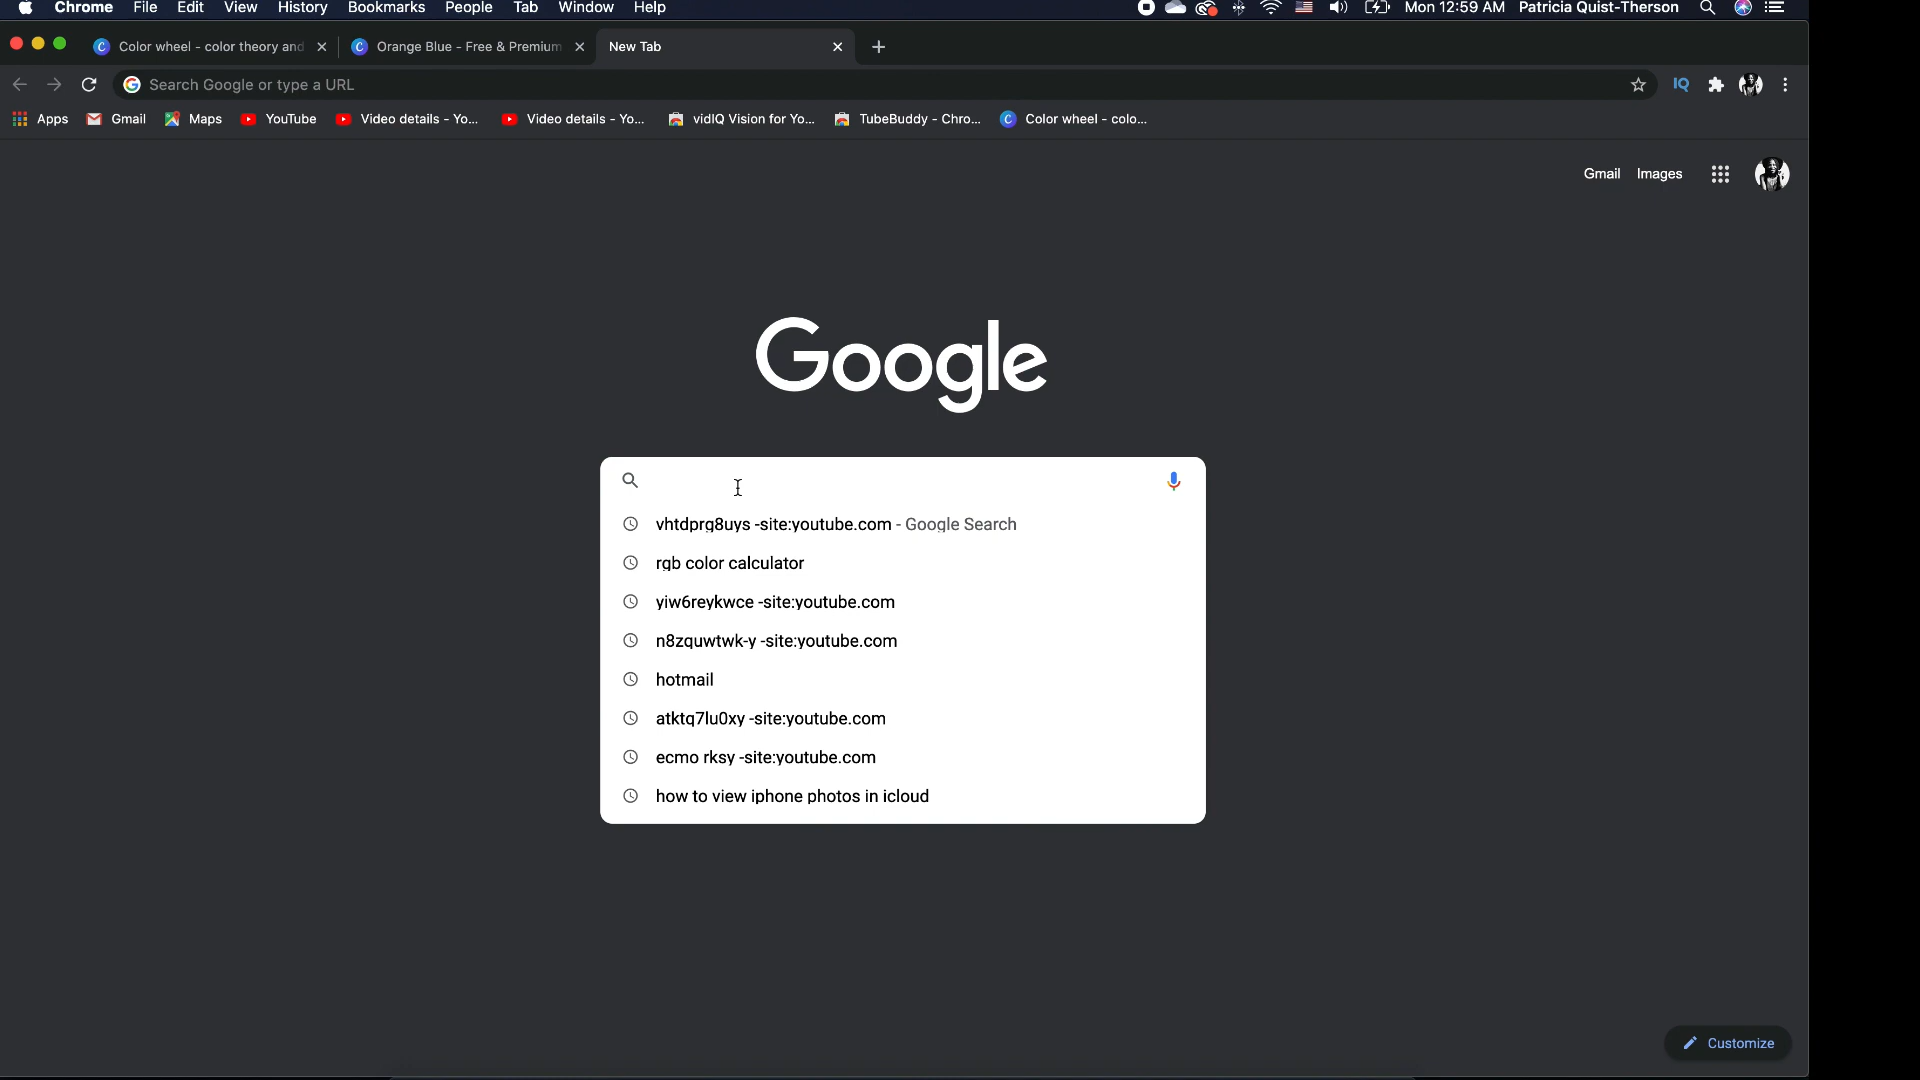 Chrome File Edit View History Bookmarks People Tab Window Help Mon 12:59 AM Patricia Quist-Therson
Color wheel - color theory and Orange Blue - Free & Premium New Tab
Search Google or type a URL IQ
Apps Gmail Maps YouTube Video details - Yo... Video details - Yo... vidIQ Vision for Yo... TubeBuddy - Chro... Color wheel - colo...
Gmail Images
Google
vhtdprg8uys -site:youtube.com - Google Search
rgb color calculator
yiw6reykwce -site:youtube.com
n8zquwtwk-y -site:youtube.com
hotmail
atktq7lu0xy -site:youtube.com
ecmo rksy -site:youtube.com
how to view iphone photos in icloud
Customize